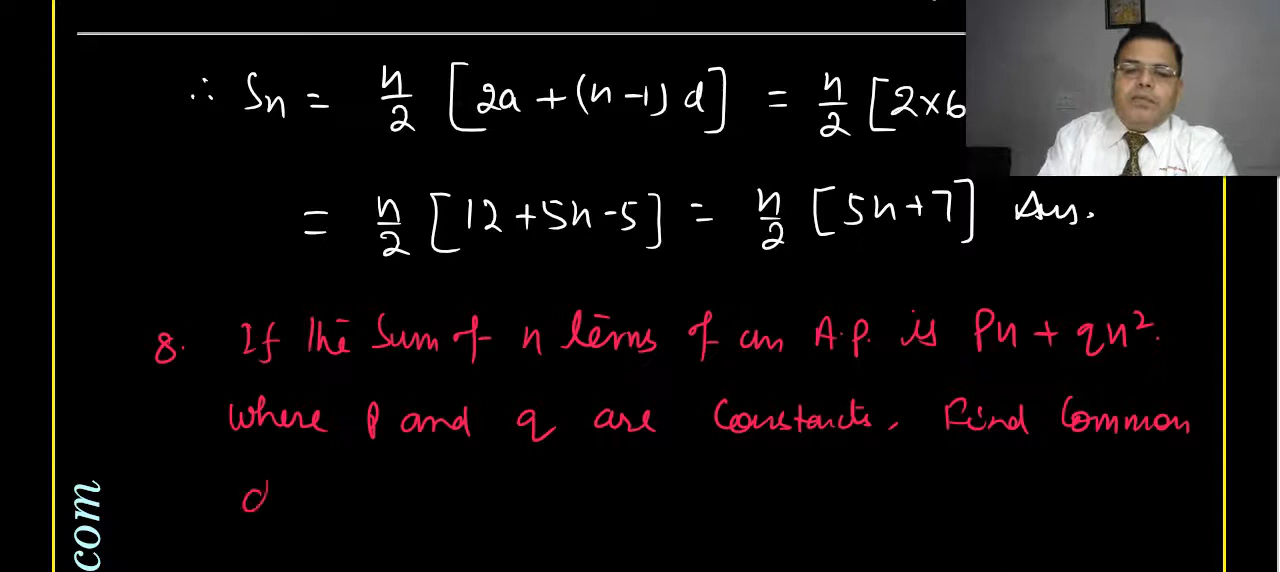 ∴ Sn = n/2 [2a + (n-1) d] = n/2 [2×6
= n/2 [12 + 5n - 5] = n/2 [5n + 7] Ans.
8. If the Sum of n terms of an A.P. is Pn + qn².
where P and q are Constants, Find Common
d
com